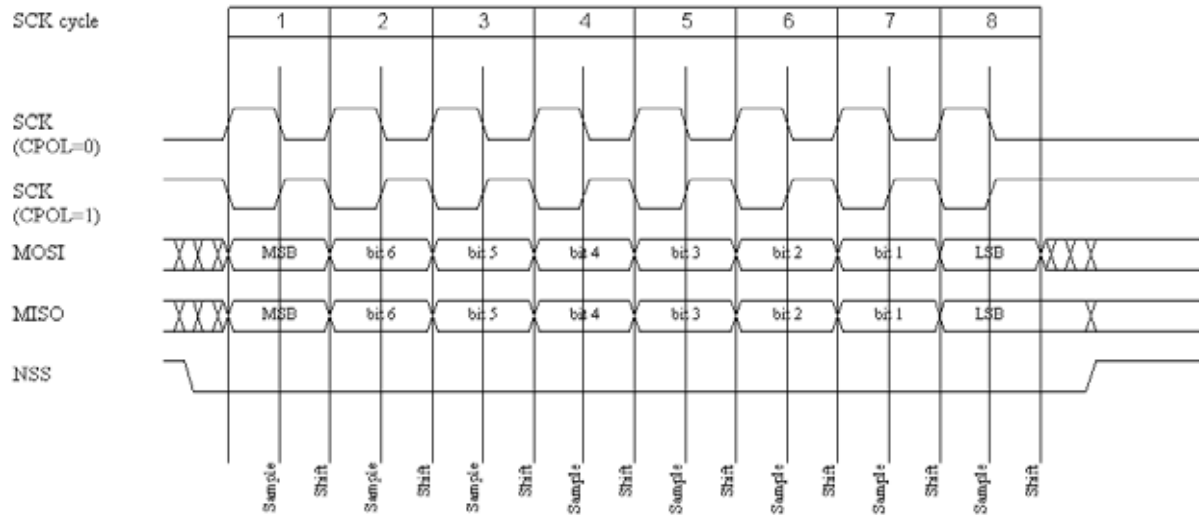 SCK cycle 1 2 3 4 5 6 7 8
SCK
(CPOL=0)
SCK
(CPOL=1)
MOSI MSB bit 6 bit 5 bit 4 bit 3 bit 2 bit 1 LSB
MISO MSB bit 6 bit 5 bit 4 bit 3 bit 2 bit 1 LSB
NSS
Sample Shift Sample Shift Sample Shift Sample Shift Sample Shift Sample Shift Sample Shift Sample Shift